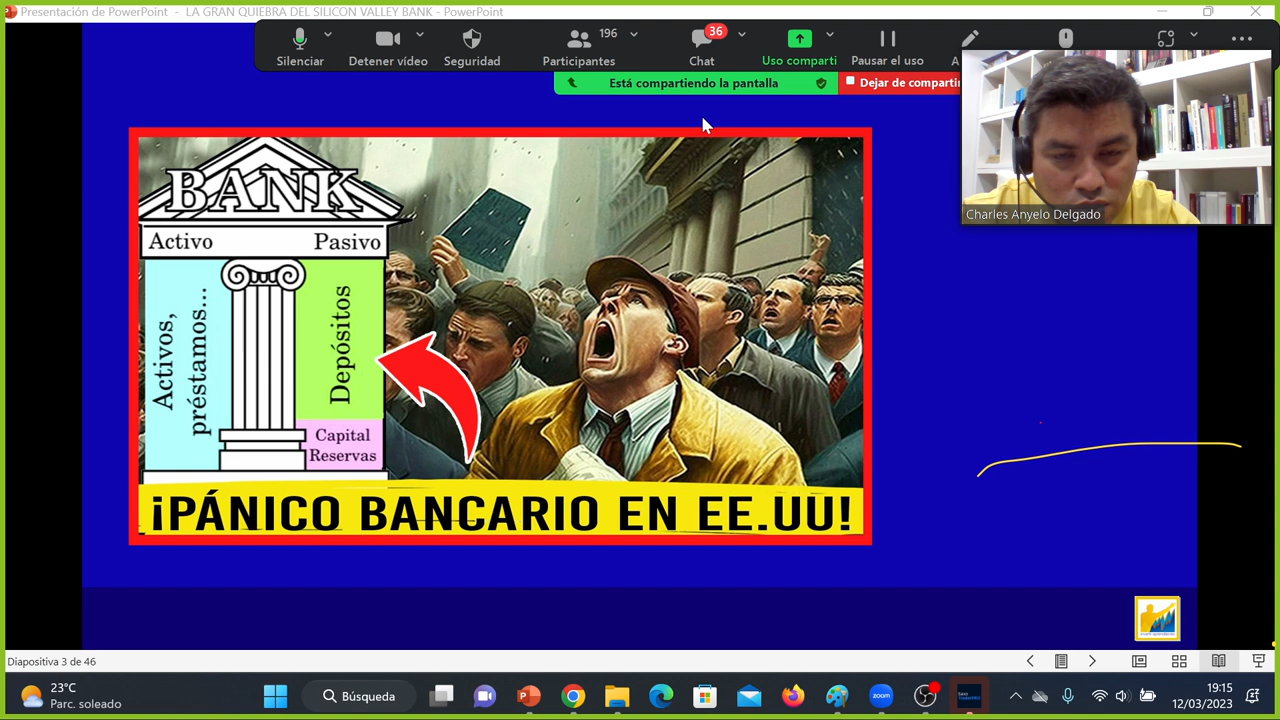 Presentación de PowerPoint - LA GRAN QUIEBRA DEL SILICON VALLEY BANK - PowerPoint
196
36
Silenciar
Detener vídeo
Seguridad
Participantes
Chat
Uso comparti
Pausar el uso
A
Está compartiendo la pantalla
Dejar de compartir
Charles Anyelo Delgado
BANK
Activo
Pasivo
Activos,
préstamos...
Depósitos
Capital
Reservas
¡PÁNICO BANCARIO EN EE.UU!
Diapositiva 3 de 46
23°C
Parc. soleado
Búsqueda
zoom
19:15
12/03/2023